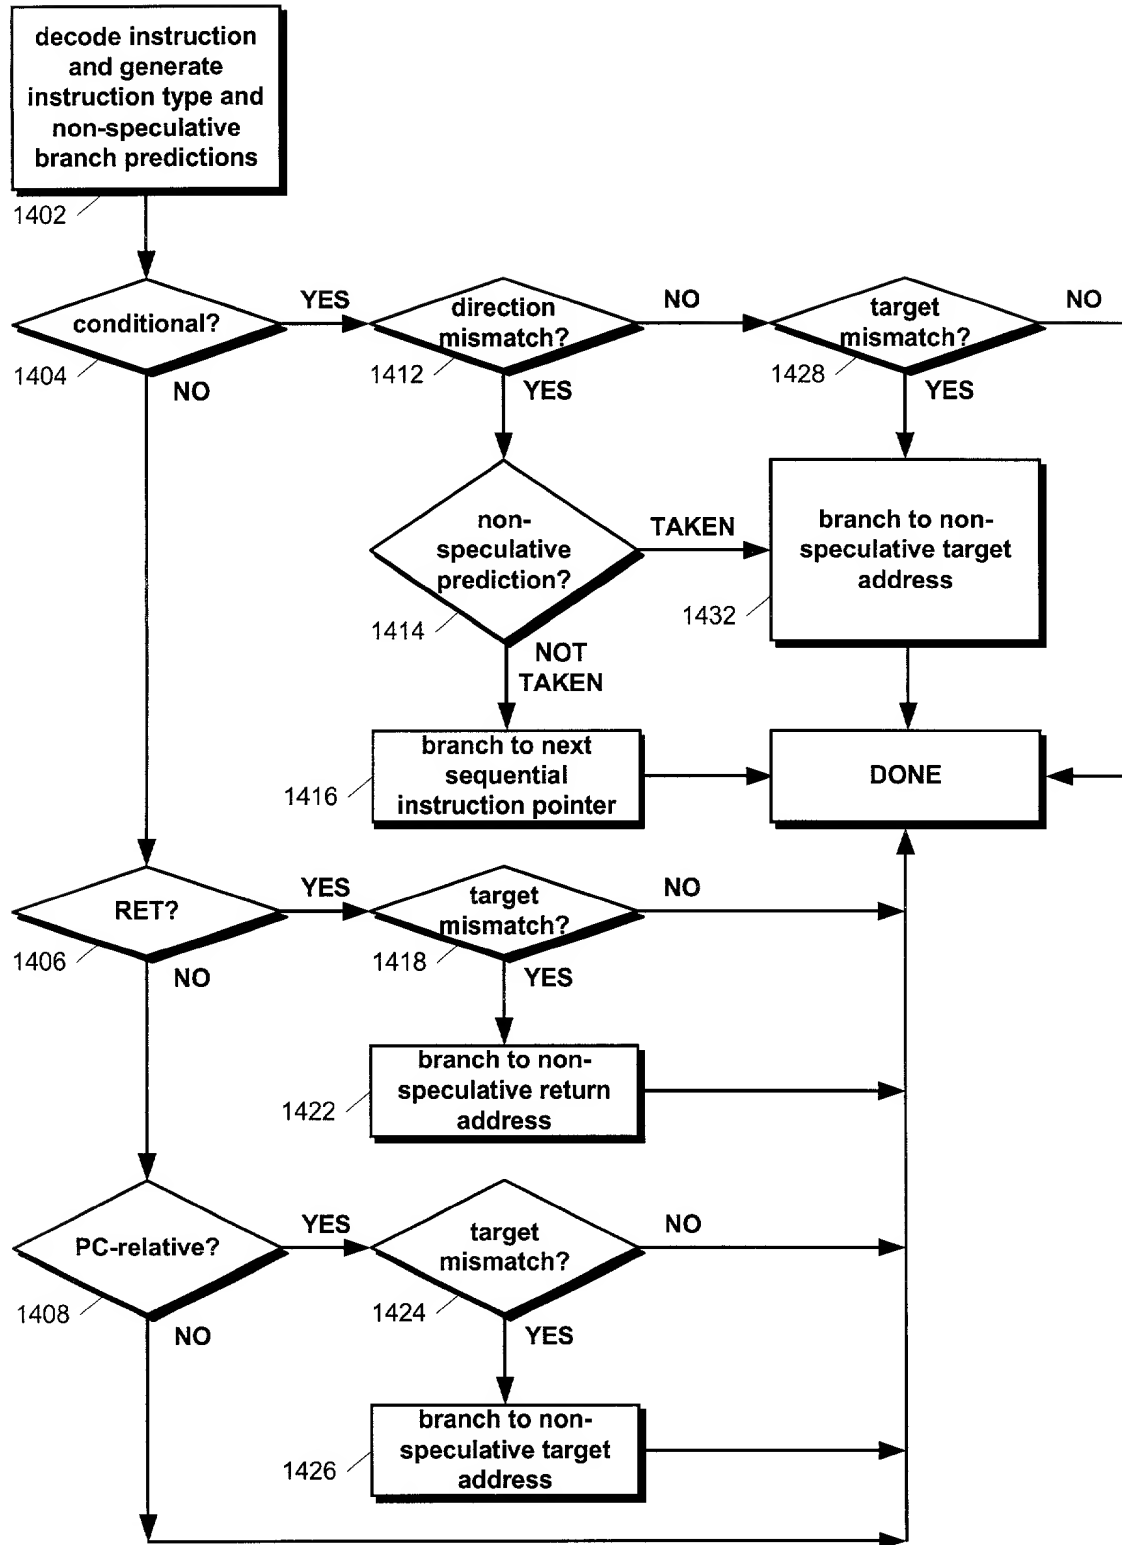 decode instruction
and generate
instruction type and
non-speculative
branch predictions
1402
conditional?
1404
YES
NO
direction
mismatch?
1412
NO
YES
target
mismatch?
1428
NO
YES
non-
speculative
prediction?
1414
TAKEN
NOT
TAKEN
branch to non-
speculative target
address
1432
branch to next
sequential
instruction pointer
1416
DONE
RET?
1406
YES
NO
target
mismatch?
1418
NO
YES
branch to non-
speculative return
address
1422
PC-relative?
1408
YES
NO
target
mismatch?
1424
NO
YES
branch to non-
speculative target
address
1426